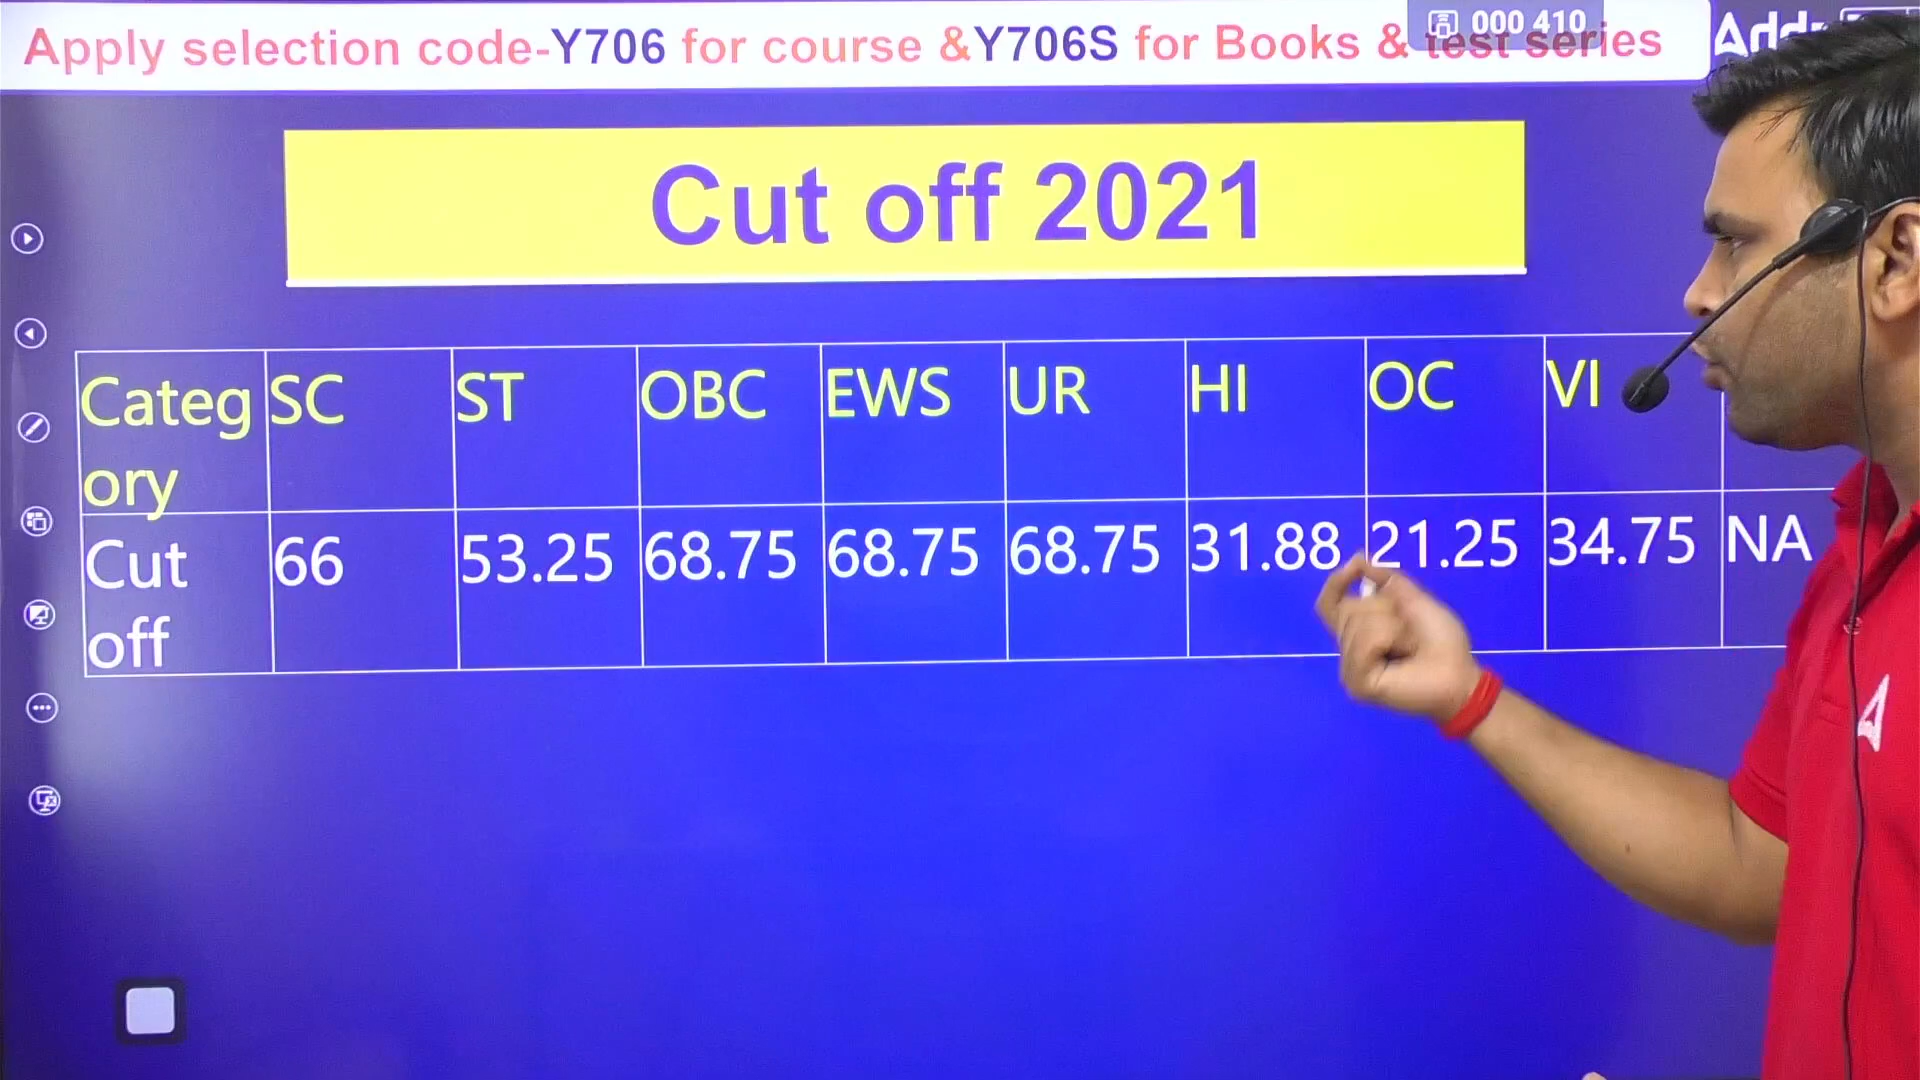 Apply selection code-Y706 for course &Y706S for Books & test series
000 410
Cut off 2021
Categ SC ST OBC EWS UR HI OC VI
ory
Cut 66 53.25 68.75 68.75 68.75 31.88 21.25 34.75 NA
off